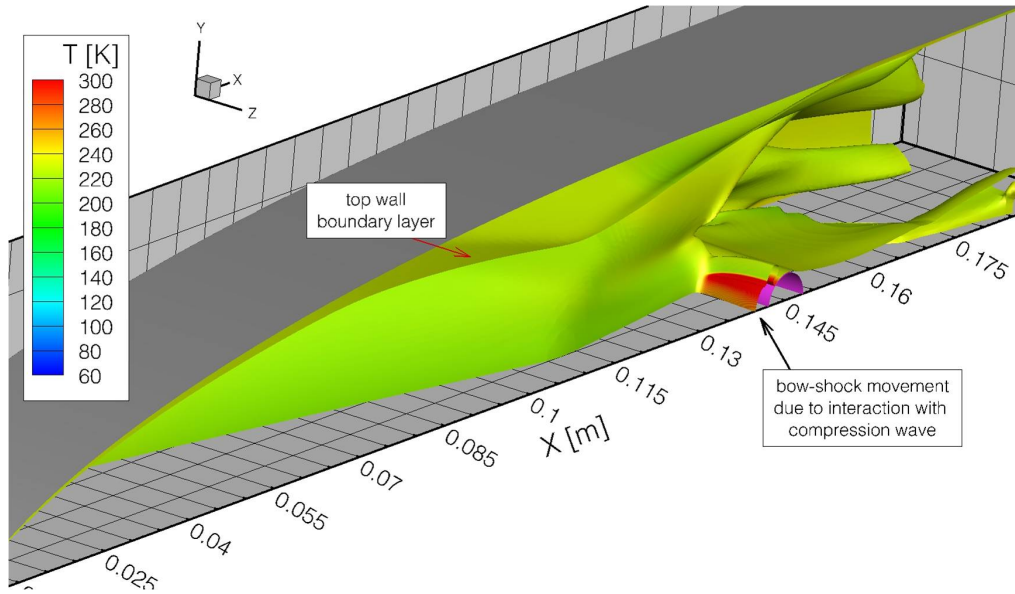 T [K]
300
280
260
240
220
200
180
160
140
120
100
80
60
Y
X
Z
top wall
boundary layer
0.175
0.16
0.145
0.13
0.115
0.1
0.085
0.07
0.055
0.04
0.025
X [m]
bow-shock movement
due to interaction with
compression wave